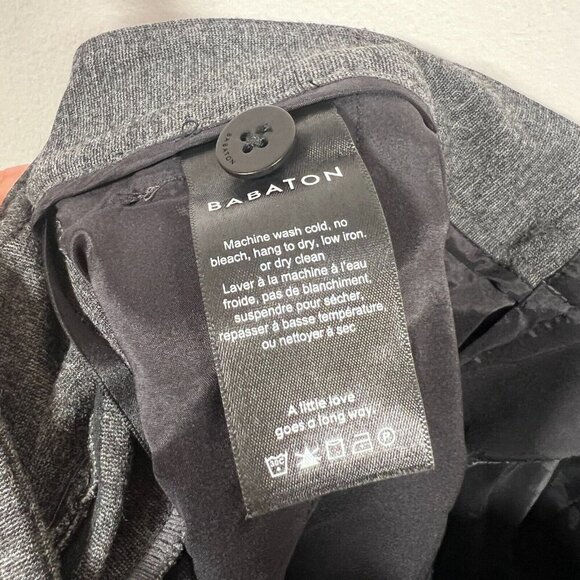 BABATON
BABATON
Machine wash cold, no
bleach, hang to dry, low iron.
or dry clean
Laver à la machine à l'eau
froide, pas de blanchiment,
suspendre pour sécher,
repasser à basse température,
ou nettoyer à sec
A little love
goes a long way.
P